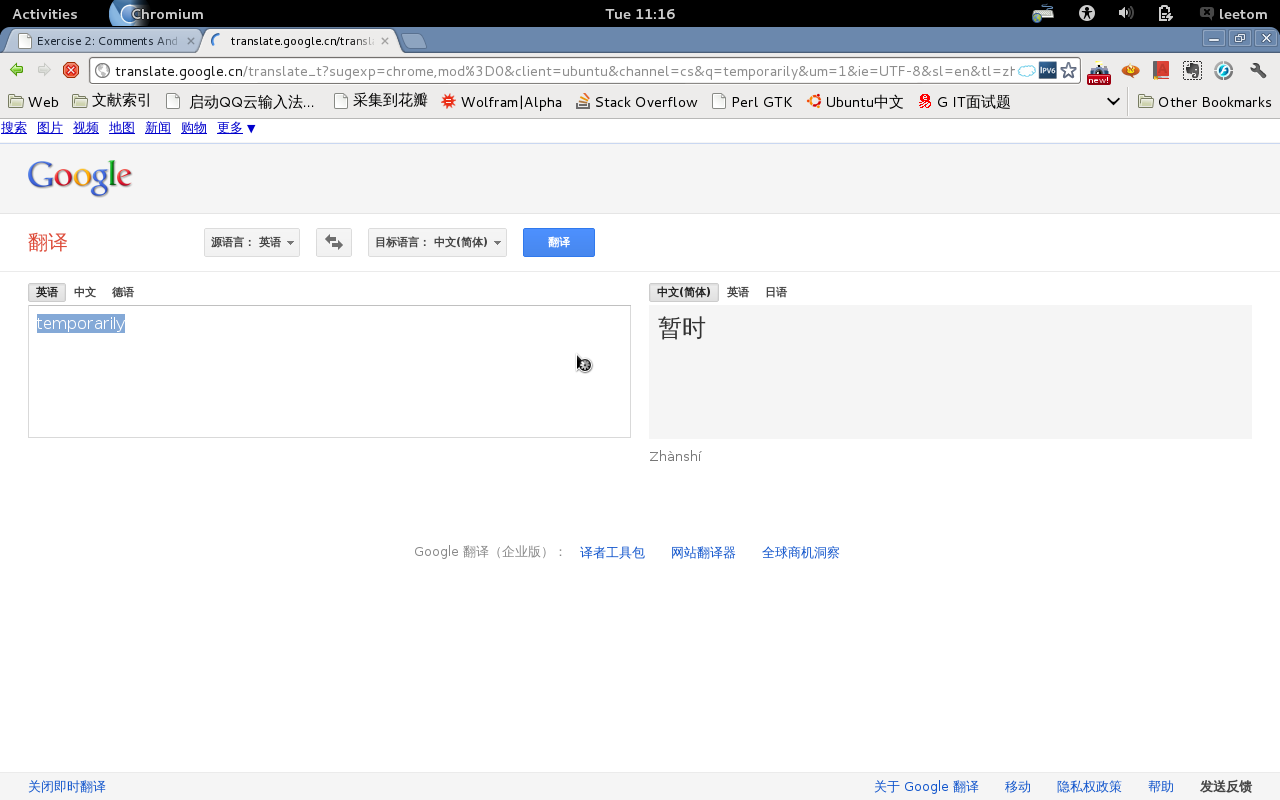 Activities Chromium Tue 11:16 leetom
Exercise 2: Comments And translate.google.cn/transl
translate.google.cn/translate_t?sugexp=chrome,mod%3D0&client=ubuntu&channel=cs&q=temporarily&um=1&ie=UTF-8&sl=en&tl=zh IPV6 new!
Web 文献索引 启动QQ云输入法... 采集到花瓣 Wolfram|Alpha Stack Overflow Perl GTK Ubuntu中文 G IT面试题 Other Bookmarks
搜索 图片 视频 地图 新闻 购物 更多 ▼
Google
翻译 源语言： 英语 目标语言： 中文(简体) 翻译
英语 中文 德语 中文(简体) 英语 日语
temporarily 暂时
Zhànshí
Google 翻译（企业版）： 译者工具包 网站翻译器 全球商机洞察
关闭即时翻译 关于 Google 翻译 移动 隐私权政策 帮助 发送反馈